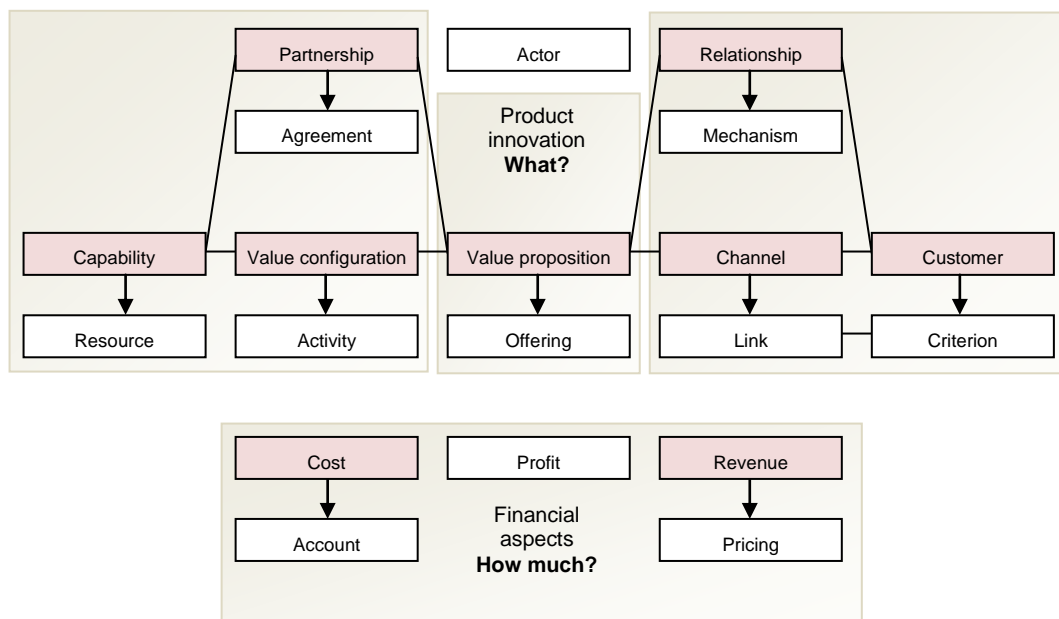 Partnership
Actor
Relationship
Agreement
Product
innovation
What?
Mechanism
Capability
Value configuration
Value proposition
Channel
Customer
Resource
Activity
Offering
Link
Criterion
Cost
Profit
Revenue
Account
Financial
aspects
How much?
Pricing